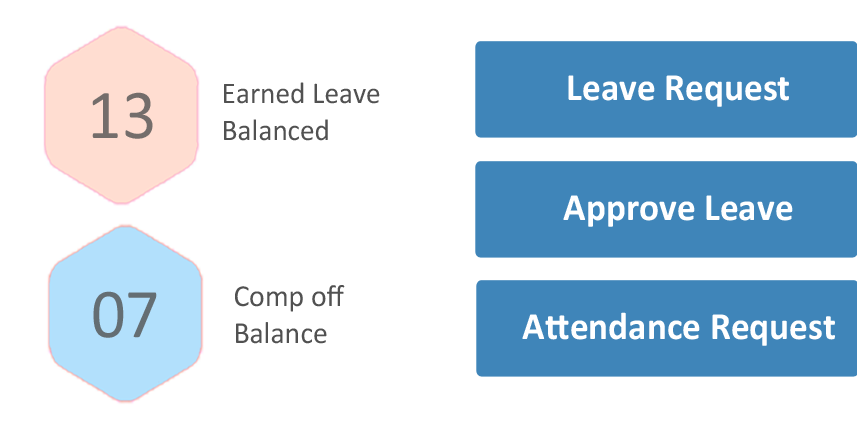 13
Earned Leave
Balanced
07
Comp off
Balance
Leave Request
Approve Leave
Attendance Request